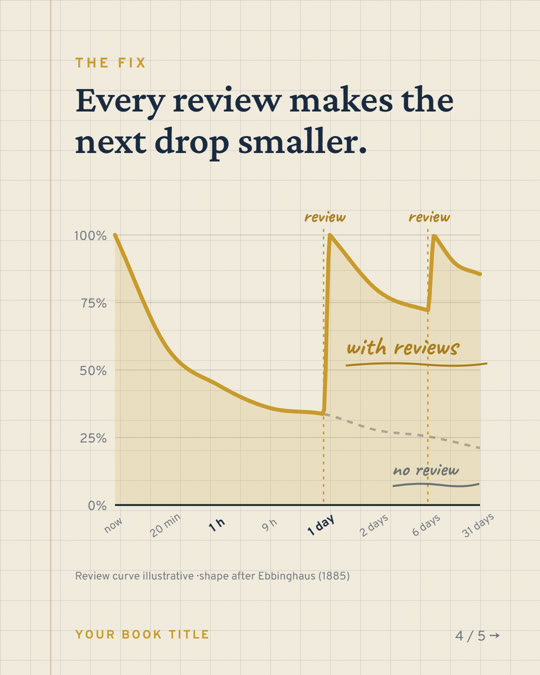 THE FIX
Every review makes the
next drop smaller.
review review
100%
75%
with reviews
50%
25%
no review
0%
now 20 min 1 h 9 h 1 day 2 days 6 days 31 days
Review curve illustrative -shape after Ebbinghaus (1885)
YOUR BOOK TITLE
4 / 5 →